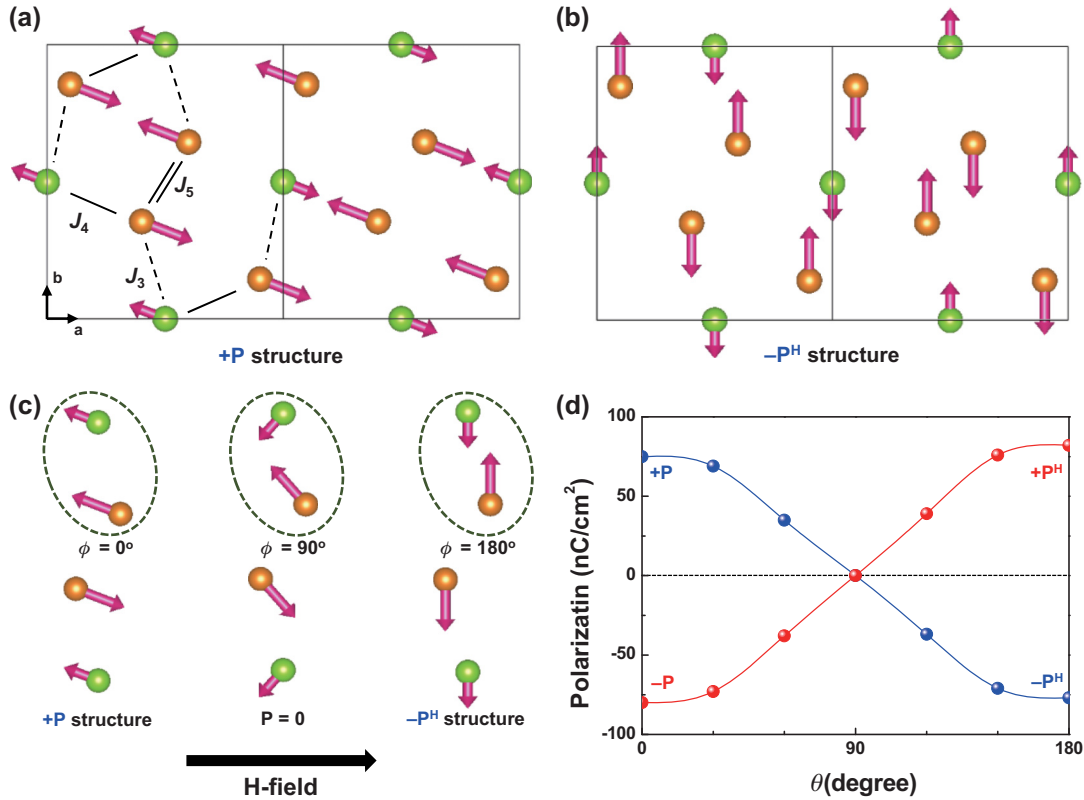 (a)
J5
J4
J3
b
a
+P structure
(b)
−Pᴴ structure
(c)
ϕ = 0º
ϕ = 90º
ϕ = 180º
+P structure
P = 0
−Pᴴ structure
H-field
(d)
Polarizatin (nC/cm²)
100
50
0
-50
-100
+P
+Pᴴ
−P
−Pᴴ
0
90
180
θ(degree)